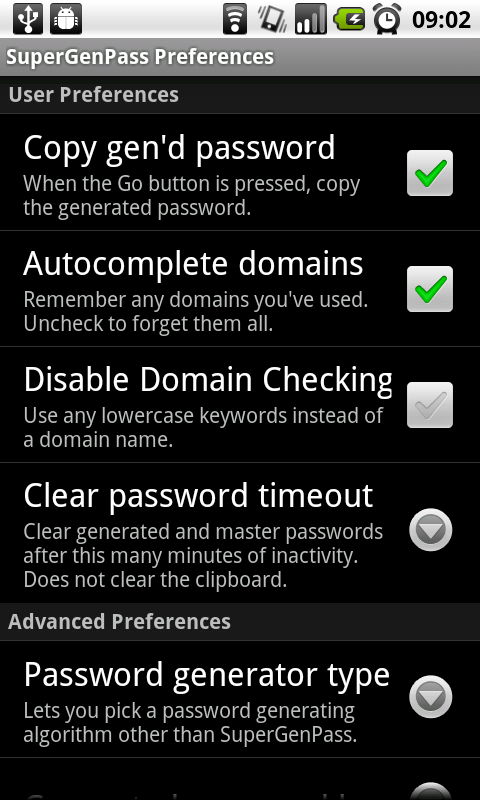 09:02
SuperGenPass Preferences
User Preferences
Copy gen'd password
When the Go button is pressed, copy
the generated password.
Autocomplete domains
Remember any domains you've used.
Uncheck to forget them all.
Disable Domain Checking
Use any lowercase keywords instead of
a domain name.
Clear password timeout
Clear generated and master passwords
after this many minutes of inactivity.
Does not clear the clipboard.
Advanced Preferences
Password generator type
Lets you pick a password generating
algorithm other than SuperGenPass.